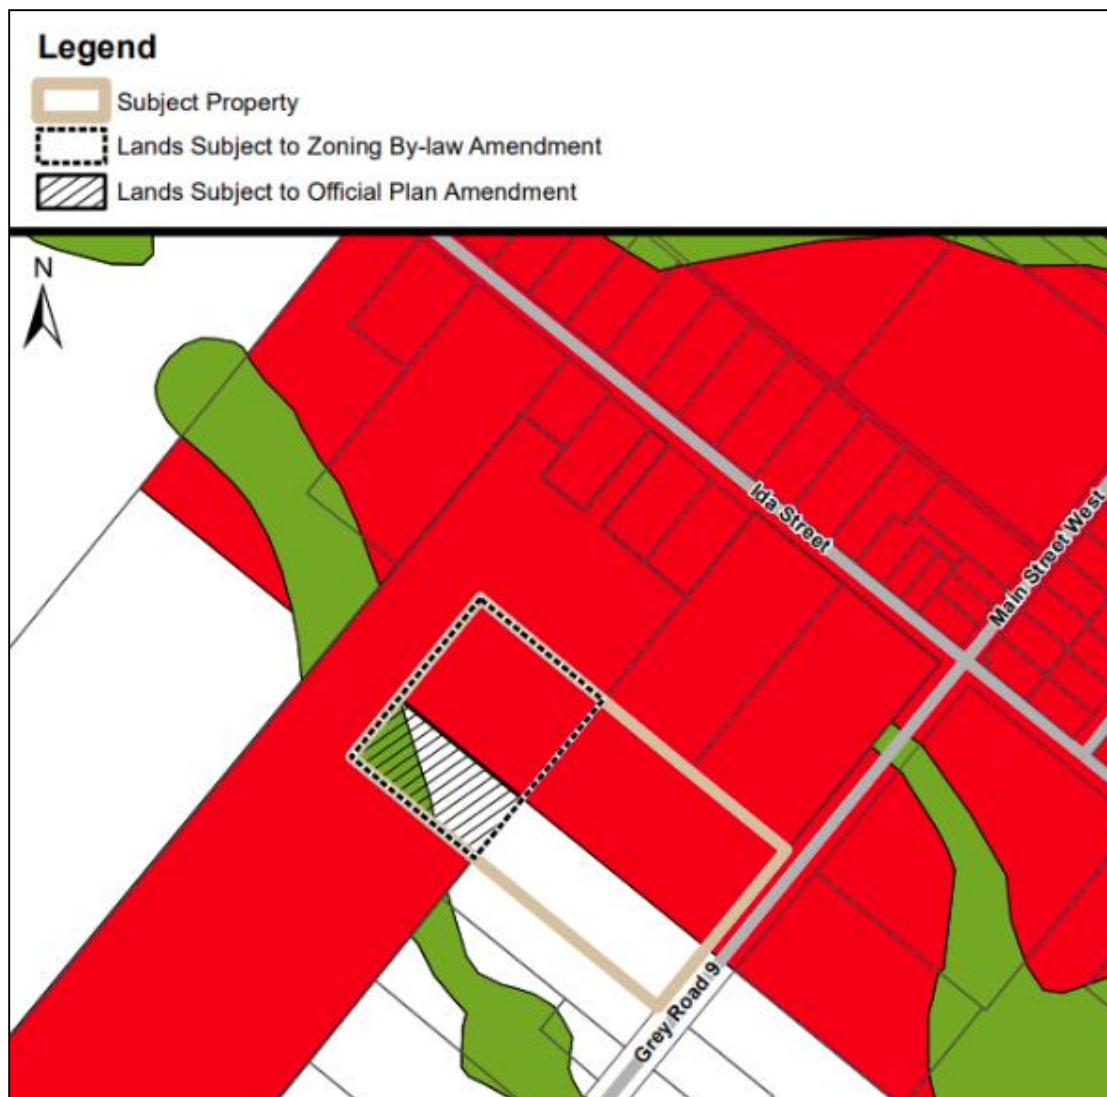 Legend
Subject Property
Lands Subject to Zoning By-law Amendment
Lands Subject to Official Plan Amendment
N
Ida Street
Main Street West
Grey Road 9